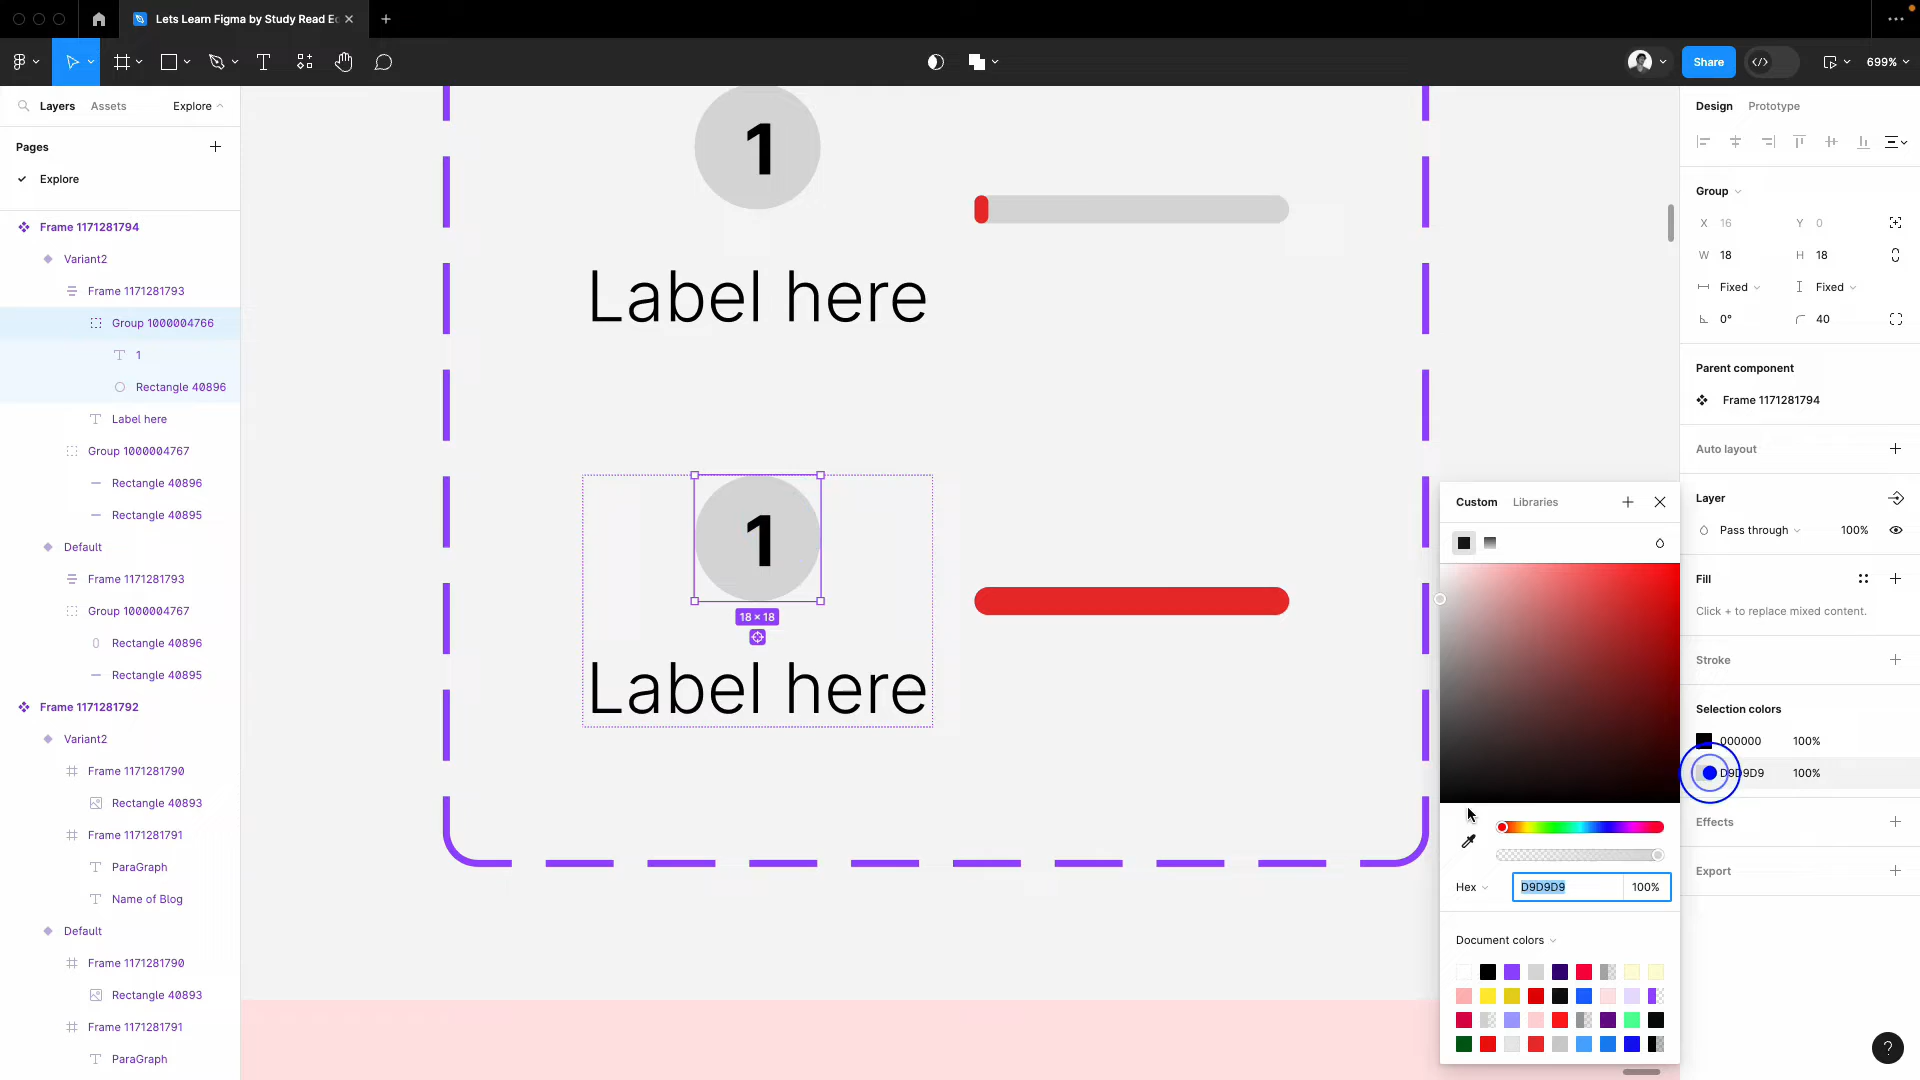 Lets Learn Figma by Study Read Ed
Share
699%
Layers
Assets
Explore
Pages
Explore
Frame 1171281794
Variant2
Frame 1171281793
Group 1000004766
1
Rectangle 40896
Label here
Group 1000004767
Rectangle 40896
Rectangle 40895
Default
Frame 1171281793
Group 1000004767
Rectangle 40896
Rectangle 40895
Frame 1171281792
Variant2
Frame 1171281790
Rectangle 40893
Frame 1171281791
ParaGraph
Name of Blog
Default
Frame 1171281790
Rectangle 40893
Frame 1171281791
ParaGraph
1
Label here
1
18 × 18
Label here
Custom
Libraries
Hex
D9D9D9
100%
Document colors
Design
Prototype
Group
X 16
Y 0
W 18
H 18
Fixed
Fixed
0°
40
Parent component
Frame 1171281794
Auto layout
Layer
Pass through
100%
Fill
Click + to replace mixed content.
Stroke
Selection colors
000000 100%
D9D9D9 100%
Effects
Export
?